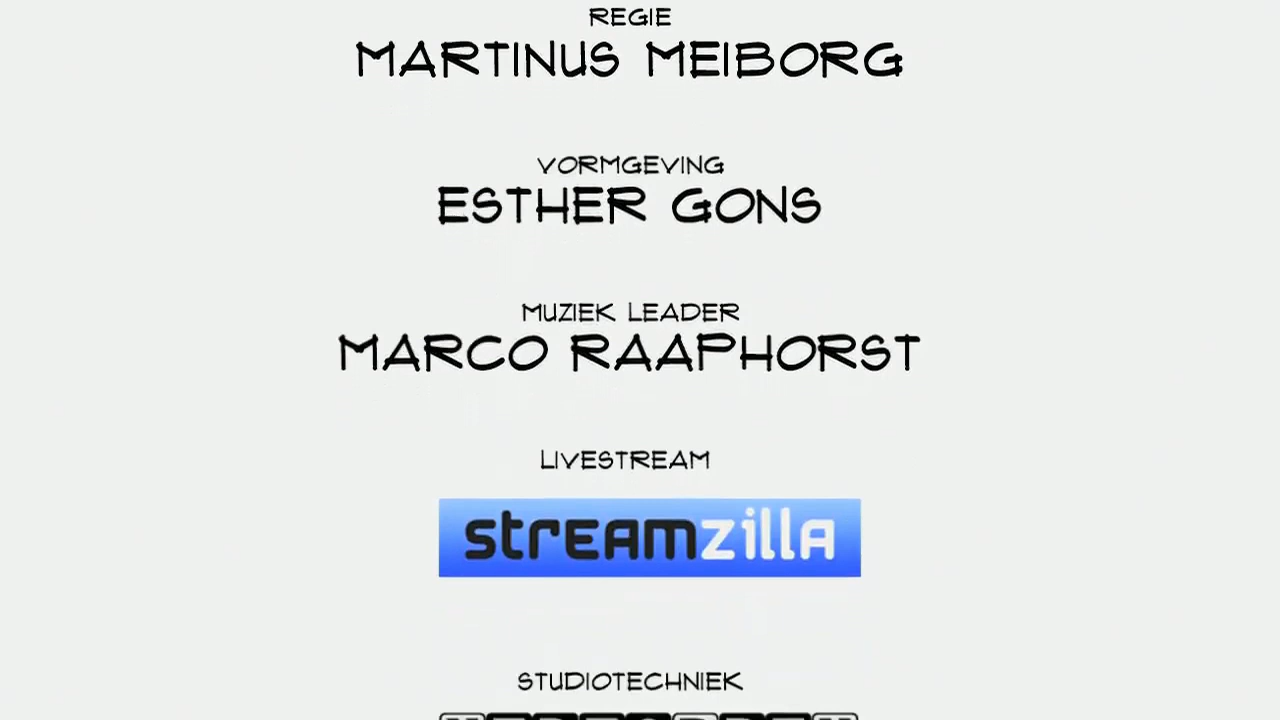 REGIE
MARTINUS MEIBORG
VORMGEVING
ESTHER GONS
MUZIEK LEADER
MARCO RAAPHORST
LIVESTREAM
streamzilla
STUDIOTECHNIEK